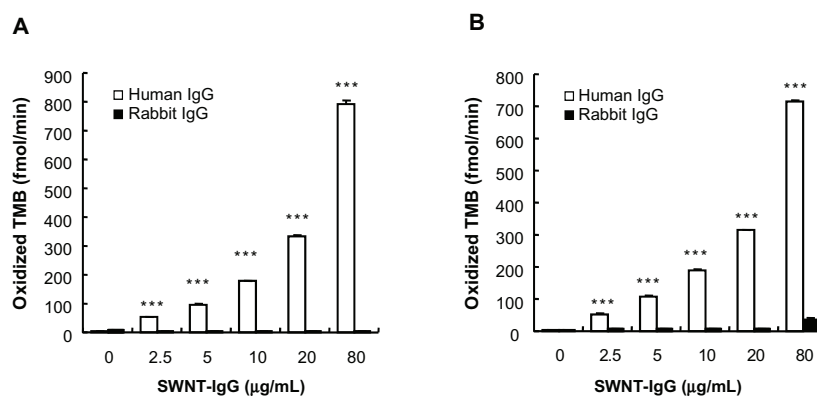 A
Oxidized TMB (fmol/min)
900
800
700
600
500
400
300
200
100
0
Human IgG
Rabbit IgG
***
***
***
***
***
0 2.5 5 10 20 80
SWNT-IgG (μg/mL)
B
Oxidized TMB (fmol/min)
800
700
600
500
400
300
200
100
0
Human IgG
Rabbit IgG
***
***
***
***
***
0 2.5 5 10 20 80
SWNT-IgG (μg/mL)